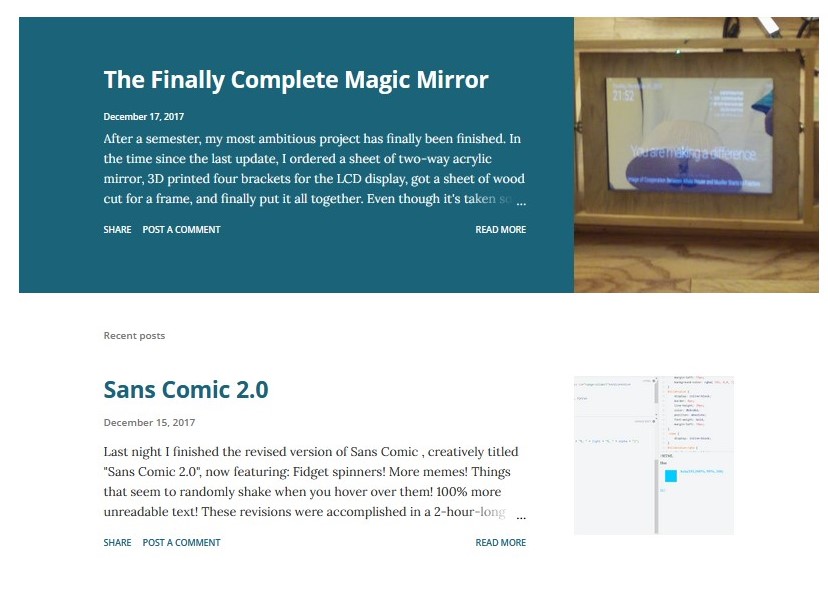 The Finally Complete Magic Mirror
December 17, 2017
After a semester, my most ambitious project has finally been finished. In
the time since the last update, I ordered a sheet of two-way acrylic
mirror, 3D printed four brackets for the LCD display, got a sheet of wood
cut for a frame, and finally put it all together. Even though it's taken so ...
SHARE POST A COMMENT READ MORE
21:52
You are making a difference.
Recent posts
Sans Comic 2.0
December 15, 2017
Last night I finished the revised version of Sans Comic , creatively titled
"Sans Comic 2.0", now featuring: Fidget spinners! More memes! Things
that seem to randomly shake when you hover over them! 100% more
unreadable text! These revisions were accomplished in a 2-hour-long ...
SHARE POST A COMMENT READ MORE